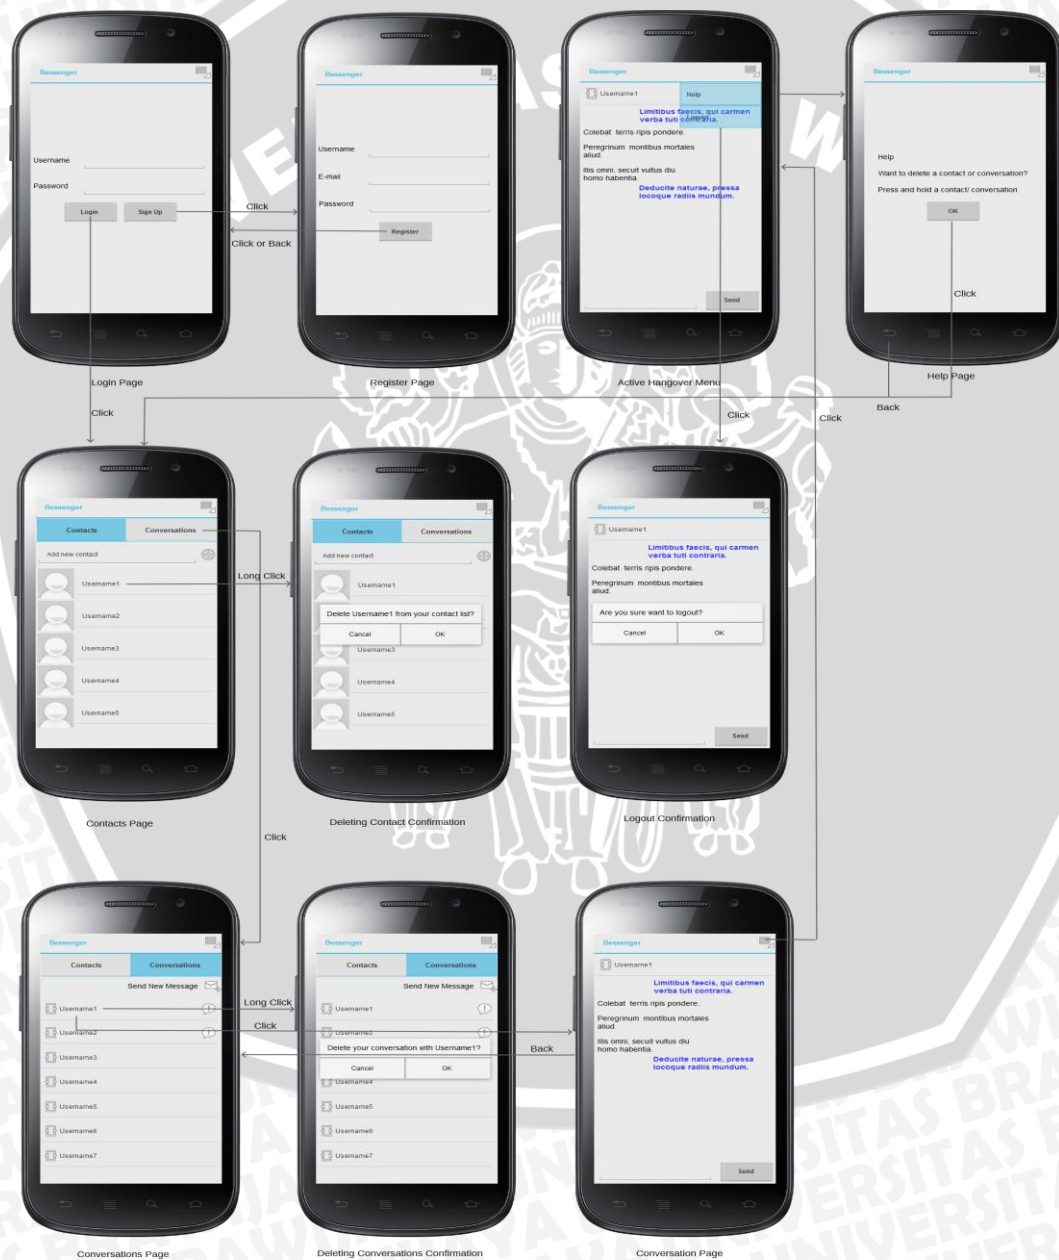 Bessenger
Username
Password
Login
Sign Up
Click
Click or Back
Login Page
Bessenger
Username
E-mail
Password
Register
Register Page
Bessenger
Username1
Help
Logout
Limitibus faecis, qui carmen
verba tuti contraria.
Colebat terris ripis pondere.
Peregrinum montibus mortales
aliud.
Illis omni, secuit vultus diu
homo habentia.
Deducite naturae, pressa
locoque radiis mundum.
Send
Active Hangover Menu
Bessenger
Help
Want to delete a contact or conversation?
Press and hold a contact/ conversation
OK
Click
Help Page
Click
Click
Click
Back
Bessenger
Contacts Conversations
Add new contact
Username1
Username2
Username3
Username4
Username5
Contacts Page
Long Click
Bessenger
Contacts Conversations
Add new contact
Username1
Delete Username1 from your contact list?
Cancel OK
Username3
Username4
Username5
Deleting Contact Confirmation
Bessenger
Username1
Limitibus faecis, qui carmen
verba tuti contraria.
Colebat terris ripis pondere.
Peregrinum montibus mortales
aliud.
Are you sure want to logout?
Cancel OK
Send
Logout Confirmation
Click
Bessenger
Contacts Conversations
Send New Message
Username1
Username2
Username3
Username4
Username5
Username6
Username7
Conversations Page
Long Click
Click
Bessenger
Contacts Conversations
Send New Message
Username1
Username2
Delete your conversation with Username1?
Cancel OK
Username4
Username5
Username6
Username7
Deleting Conversations Confirmation
Back
Bessenger
Username1
Limitibus faecis, qui carmen
verba tuti contraria.
Colebat terris ripis pondere.
Peregrinum montibus mortales
aliud.
Illis omni, secuit vultus diu
homo habentia.
Deducite naturae, pressa
locoque radiis mundum.
Send
Conversation Page